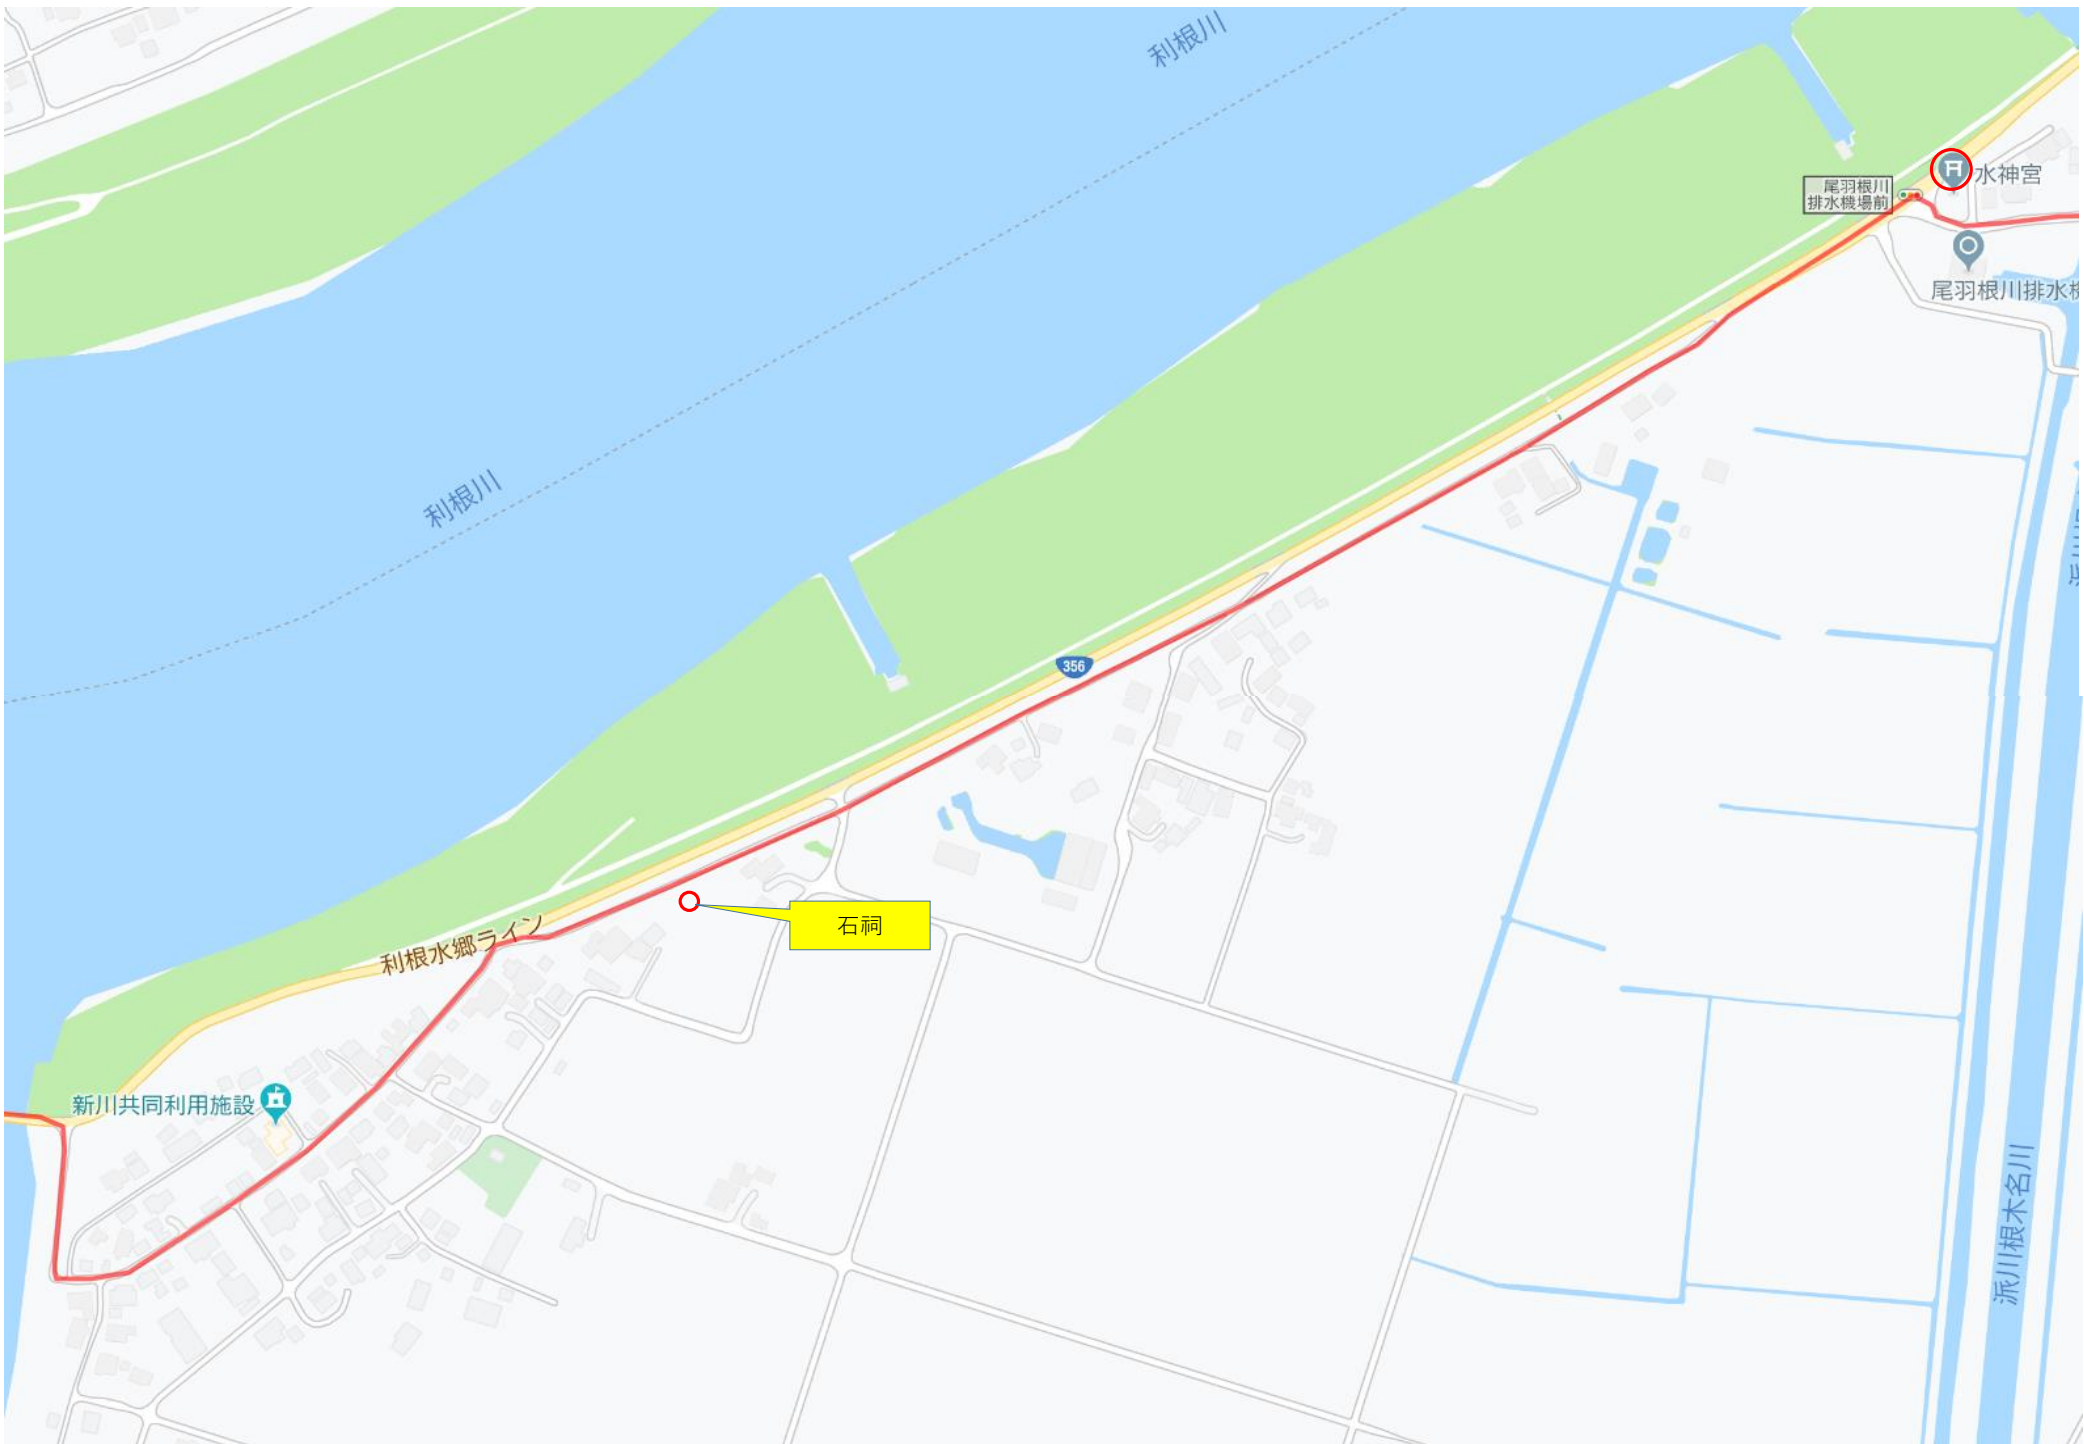 利根川
水神宮
尾羽根川
排水機場前
尾羽根川排水機
利根川
356
石祠
利根水郷ライン
新川共同利用施設
派川根木名川